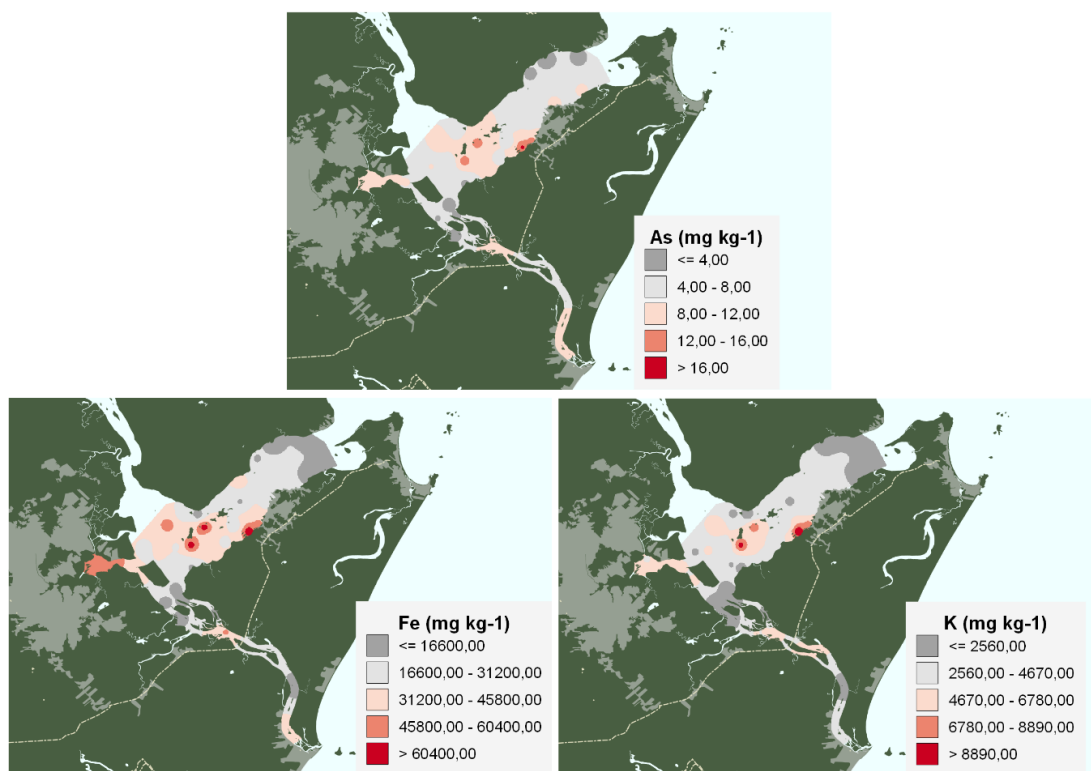 As (mg kg-1)
<= 4,00
4,00 - 8,00
8,00 - 12,00
12,00 - 16,00
> 16,00
Fe (mg kg-1)
<= 16600,00
16600,00 - 31200,00
31200,00 - 45800,00
45800,00 - 60400,00
> 60400,00
K (mg kg-1)
<= 2560,00
2560,00 - 4670,00
4670,00 - 6780,00
6780,00 - 8890,00
> 8890,00